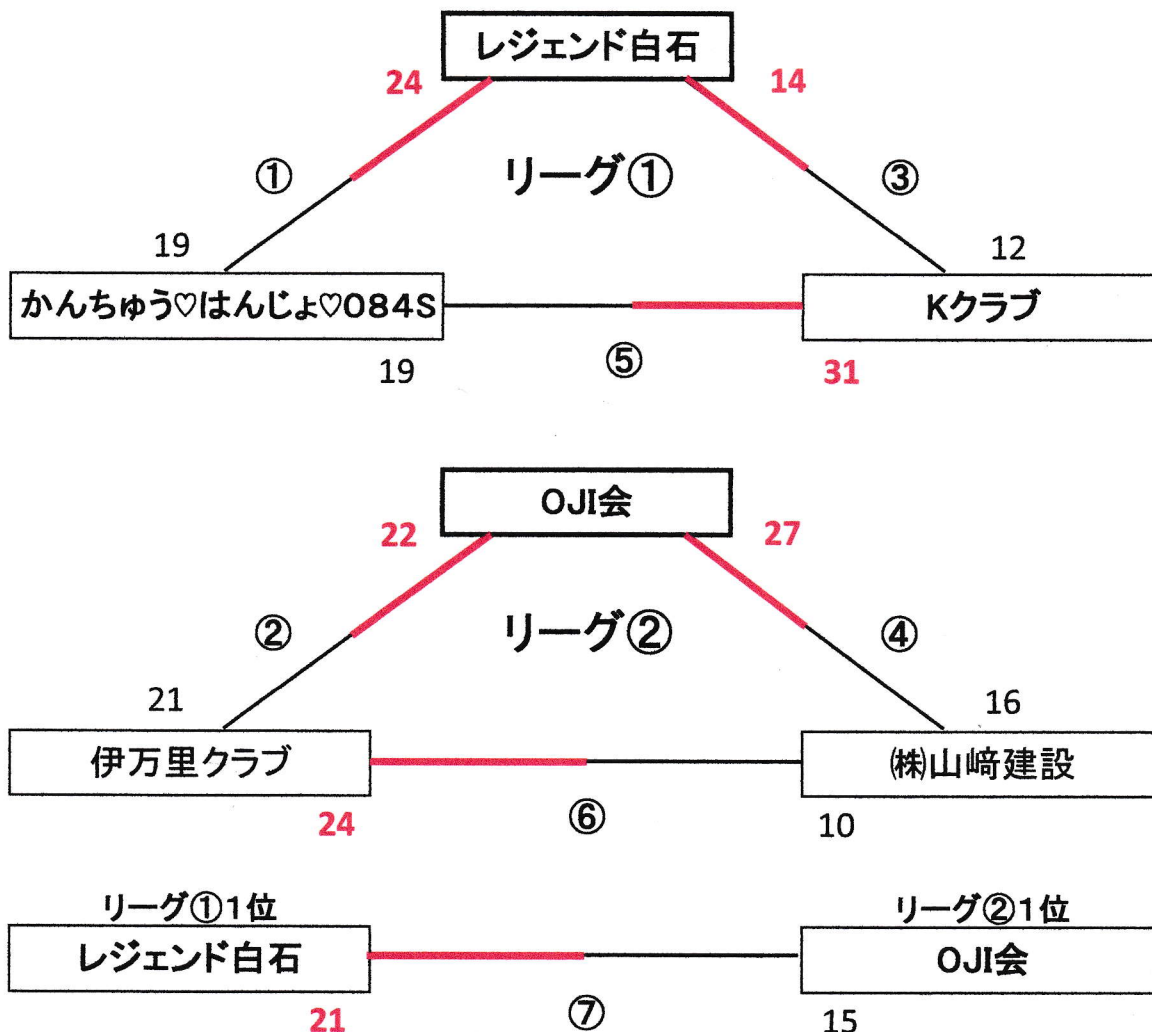 レジェンド白石
24
14
①
リーグ①
③
19
12
かんちゅう♡はんじょ♡084S
Kクラブ
19
⑤
31
OJI会
22
27
②
リーグ②
④
21
16
伊万里クラブ
㈱山﨑建設
24
⑥
10
リーグ①1位
リーグ②1位
レジェンド白石
OJI会
21
⑦
15